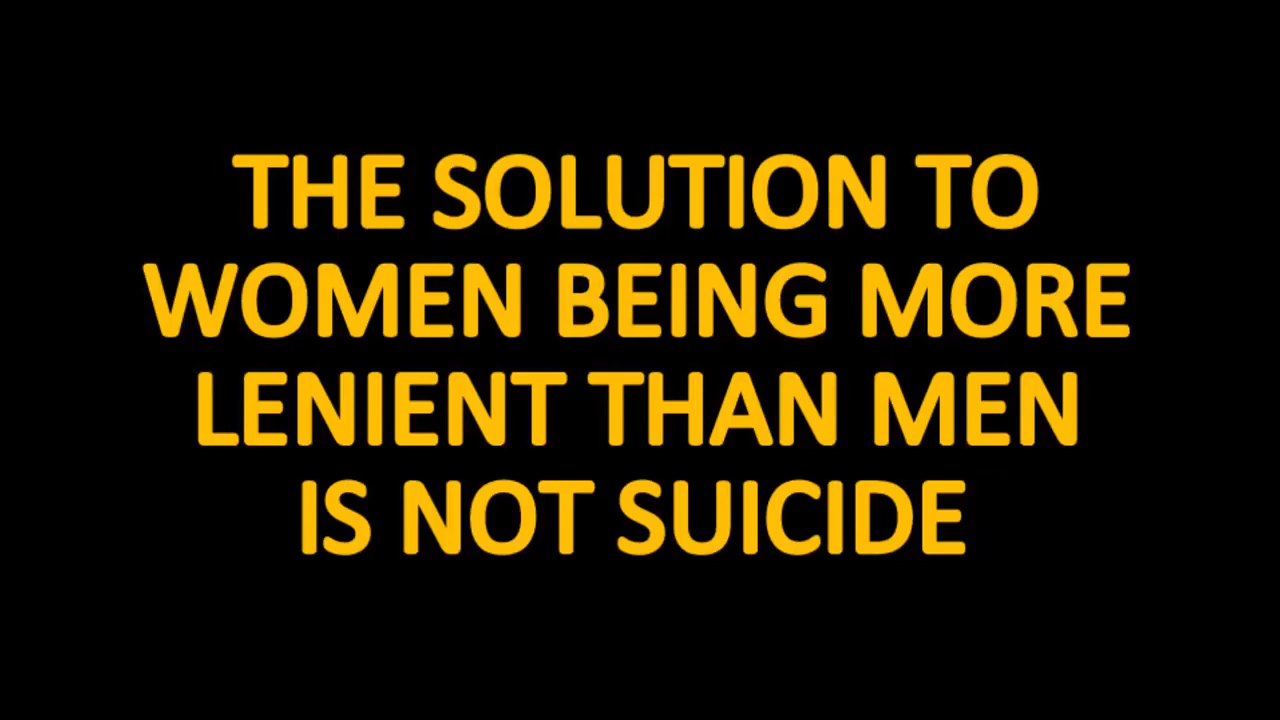 THE SOLUTION TO
WOMEN BEING MORE
LENIENT THAN MEN
IS NOT SUICIDE